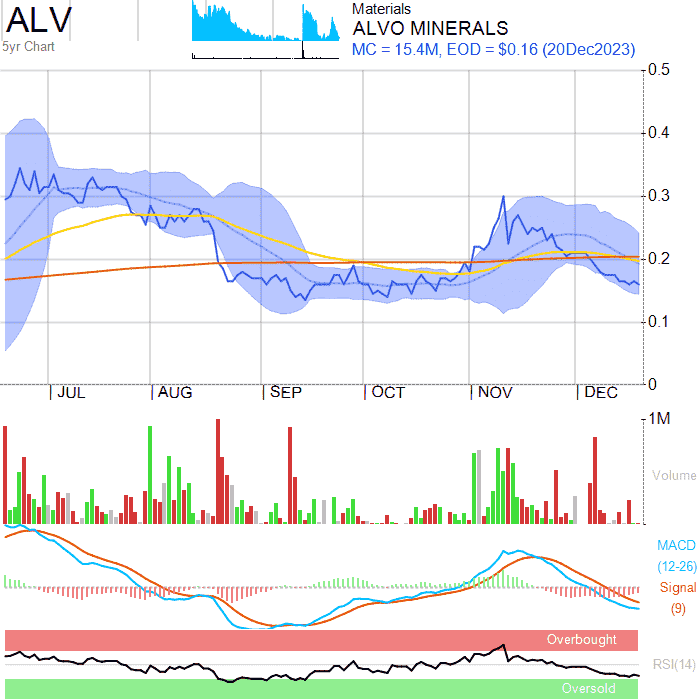 ALV
5yr Chart
Materials
ALVO MINERALS
MC = 15.4M, EOD = $0.16 (20Dec2023)
0.5
0.4
0.3
0.2
0.1
0
JUL AUG SEP OCT NOV DEC
1M
Volume
MACD
(12-26)
Signal
(9)
Overbought
RSI(14)
Oversold